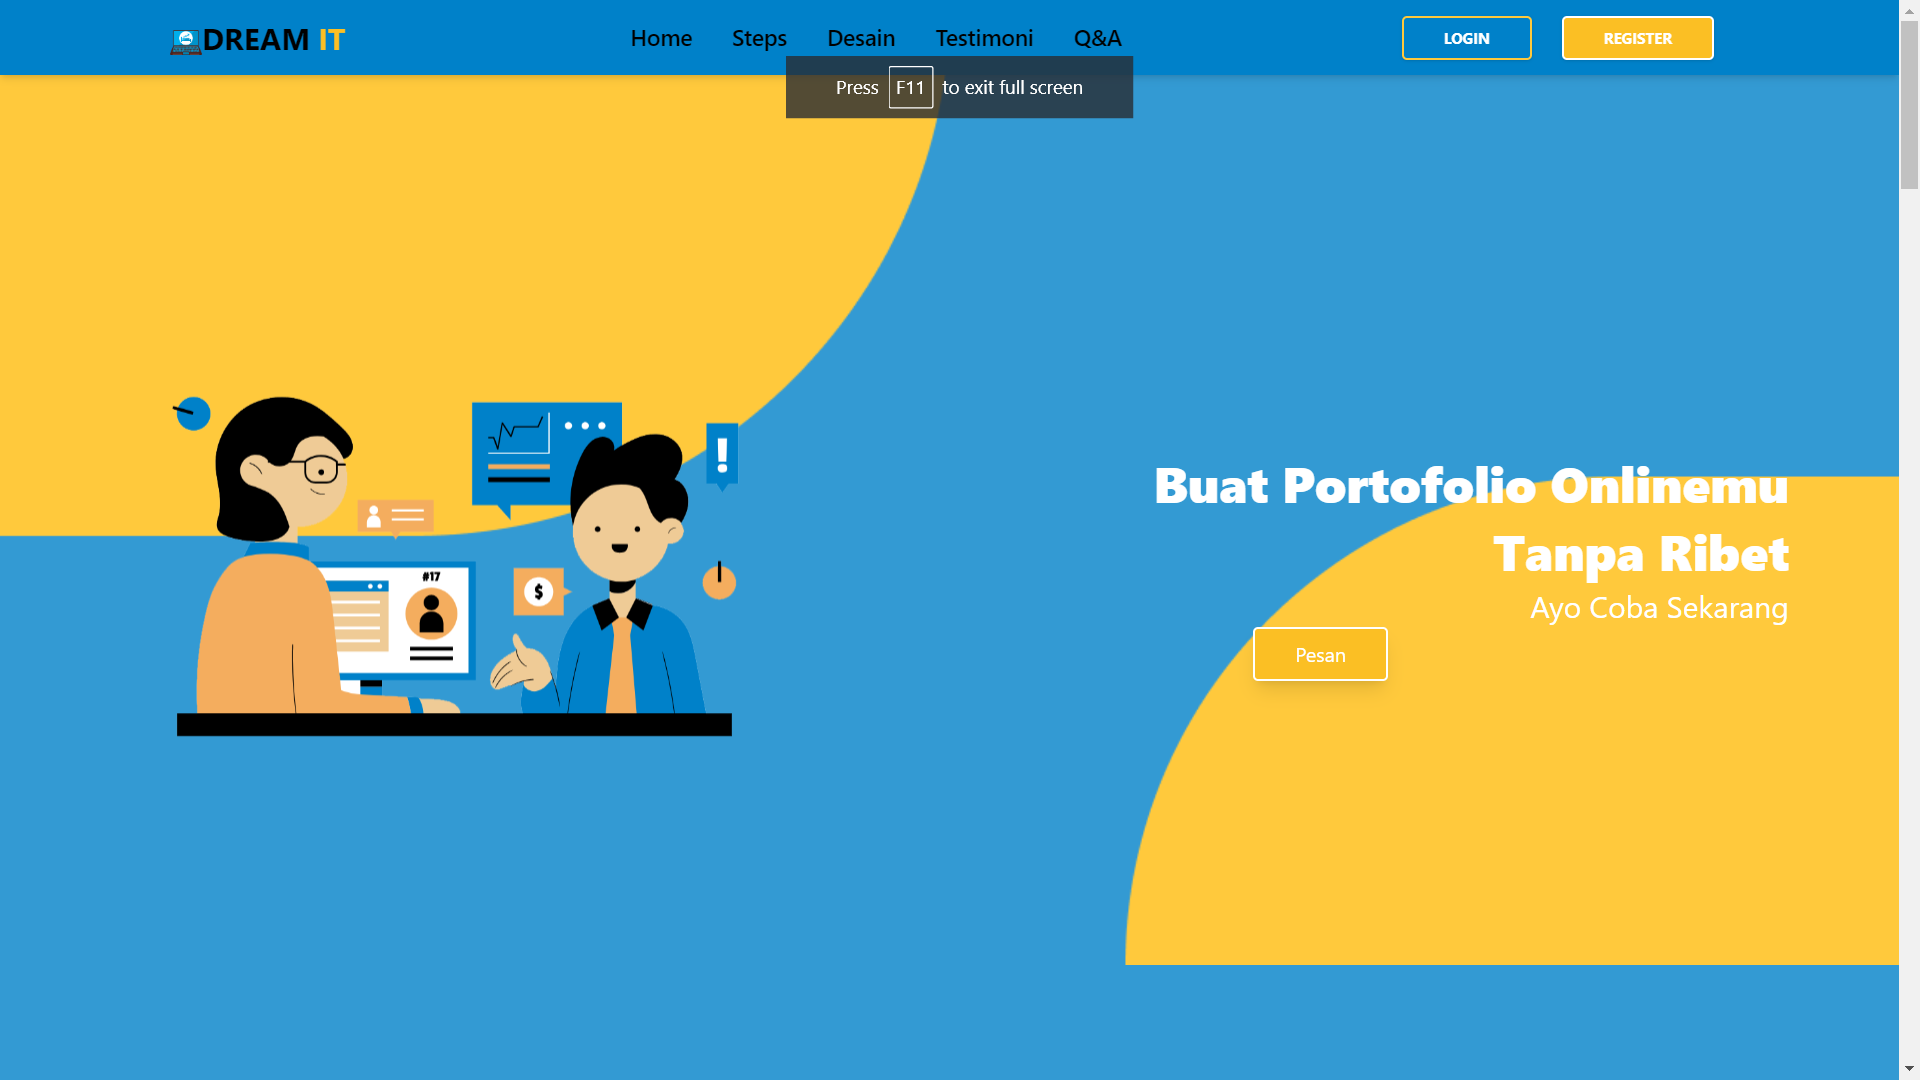 DREAM IT
Home Steps Desain Testimoni Q&A
LOGIN
REGISTER
Press F11 to exit full screen
#17
$
!
Buat Portofolio Onlinemu
Tanpa Ribet
Ayo Coba Sekarang
Pesan